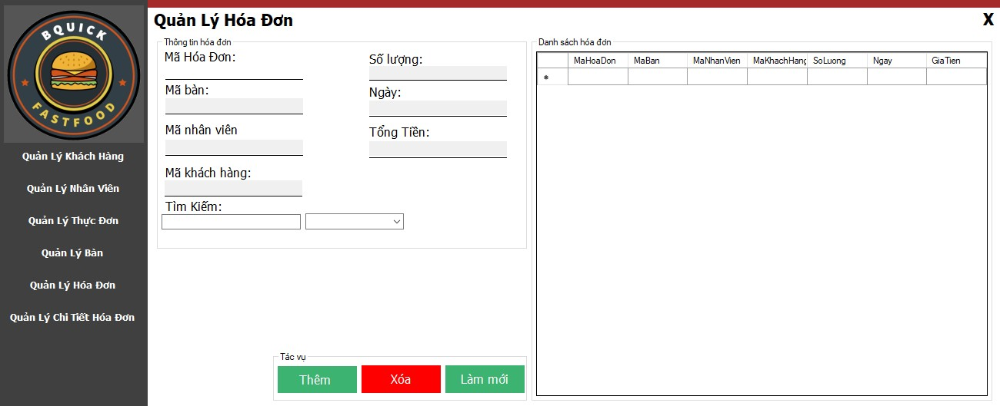 BQUICK
FASTFOOD
Quản Lý Khách Hàng
Quản Lý Nhân Viên
Quản Lý Thực Đơn
Quản Lý Bàn
Quản Lý Hóa Đơn
Quản Lý Chi Tiết Hóa Đơn
Quản Lý Hóa Đơn
X
Thông tin hóa đơn
Mã Hóa Đơn:
Số lượng:
Mã bàn:
Ngày:
Mã nhân viên
Tổng Tiền:
Mã khách hàng:
Tìm Kiếm:
Tác vụ
Thêm Xóa Làm mới
Danh sách hóa đơn
MaHoaDon MaBan MaNhanVien MaKhachHang SoLuong Ngay GiaTien